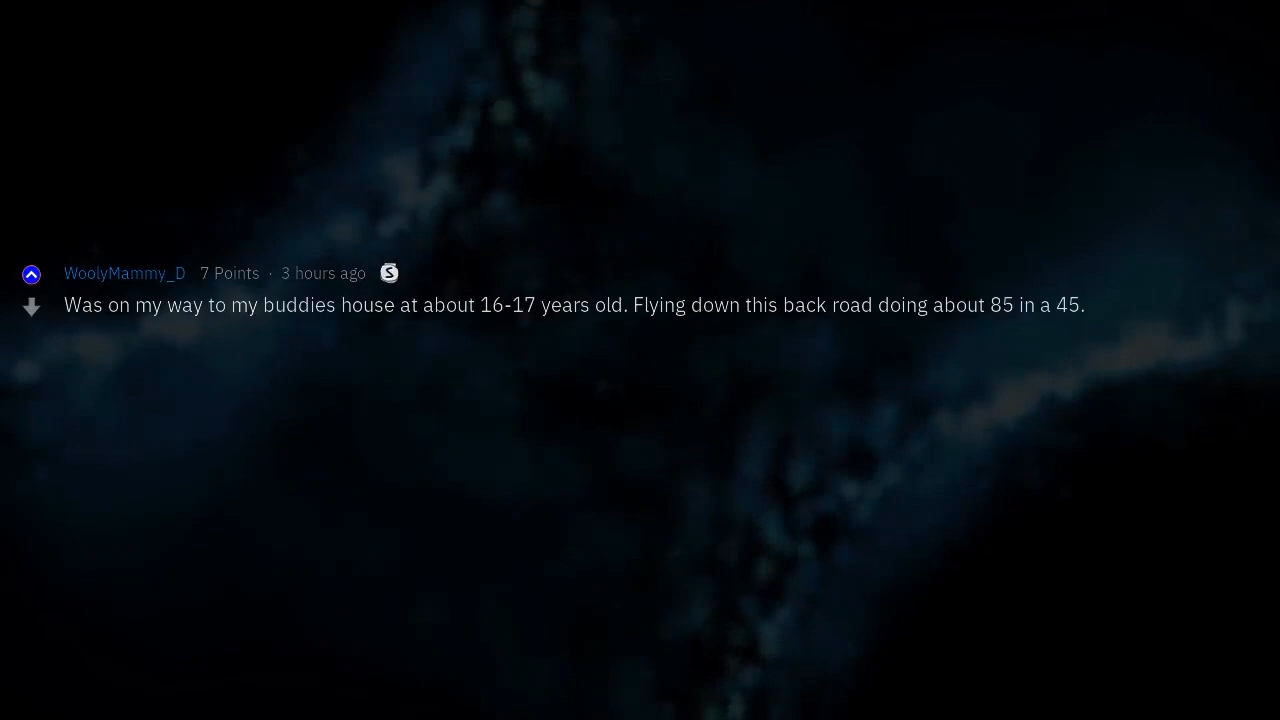 WoolyMammy_D 7 Points · 3 hours ago S
Was on my way to my buddies house at about 16-17 years old. Flying down this back road doing about 85 in a 45.